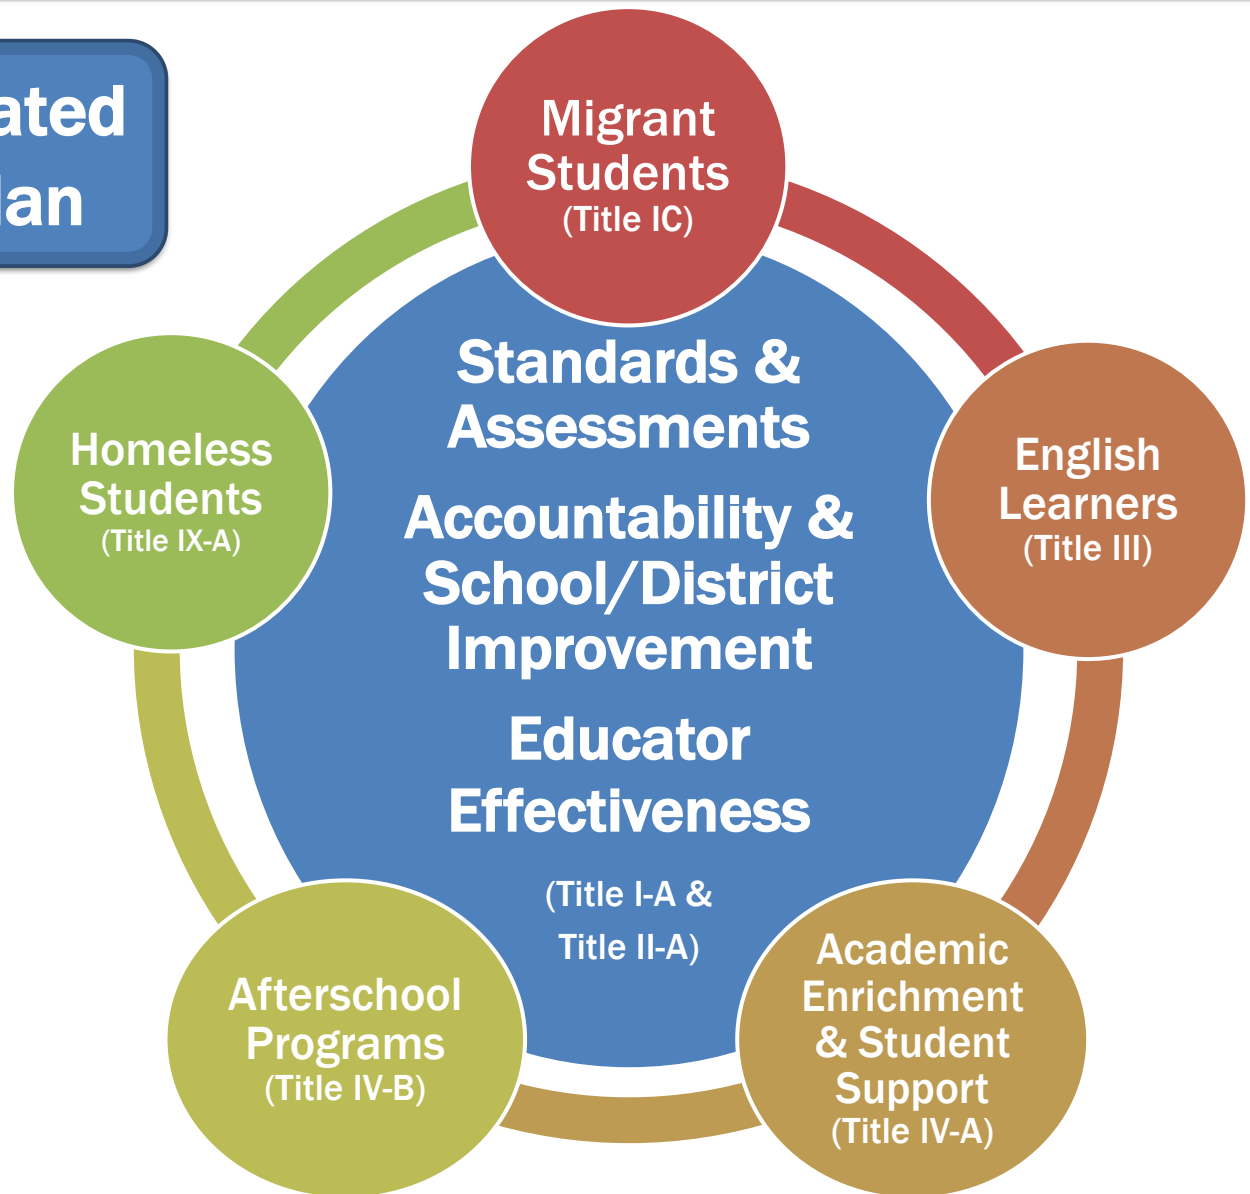 ated
lan
Migrant
Students
(Title IC)
Standards &
Assessments
Accountability &
School/District
Improvement
Educator
Effectiveness
(Title I-A &
Title II-A)
English
Learners
(Title III)
Academic
Enrichment
& Student
Support
(Title IV-A)
Afterschool
Programs
(Title IV-B)
Homeless
Students
(Title IX-A)